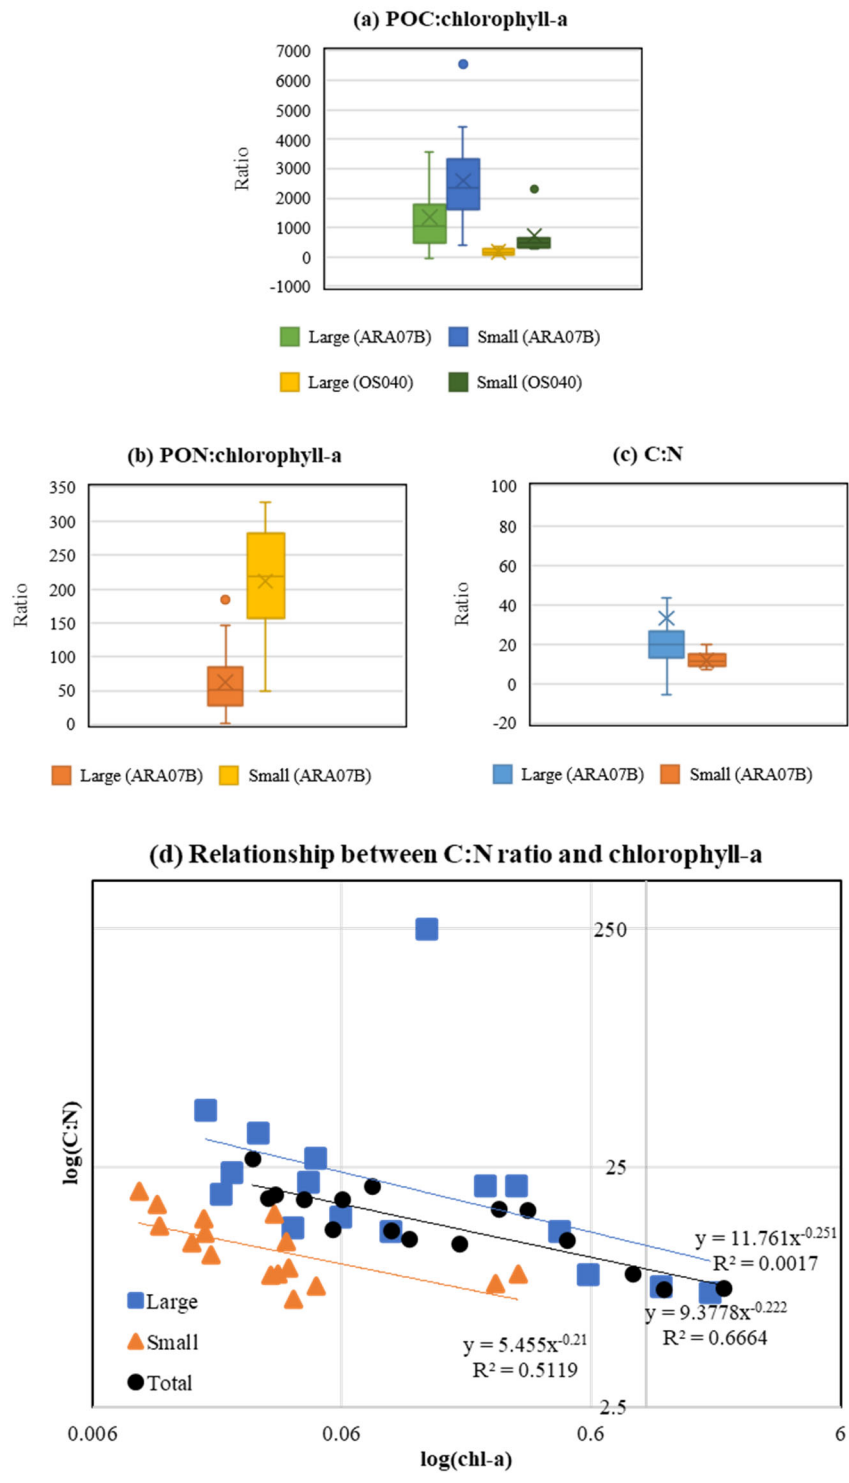 (a) POC:chlorophyll-a
7000
6000
5000
4000
3000
2000
1000
0
-1000
Ratio
Large (ARA07B)
Small (ARA07B)
Large (OS040)
Small (OS040)
(b) PON:chlorophyll-a
350
300
250
200
150
100
50
0
Ratio
Large (ARA07B)
Small (ARA07B)
(c) C:N
100
80
60
40
20
0
-20
Ratio
Large (ARA07B)
Small (ARA07B)
(d) Relationship between C:N ratio and chlorophyll-a
250
25
2.5
log(C:N)
y = 11.761x^-0.251
R² = 0.0017
y = 9.3778x^-0.222
R² = 0.6664
y = 5.455x^-0.21
R² = 0.5119
Large
Small
Total
0.006
0.06
0.6
6
log(chl-a)